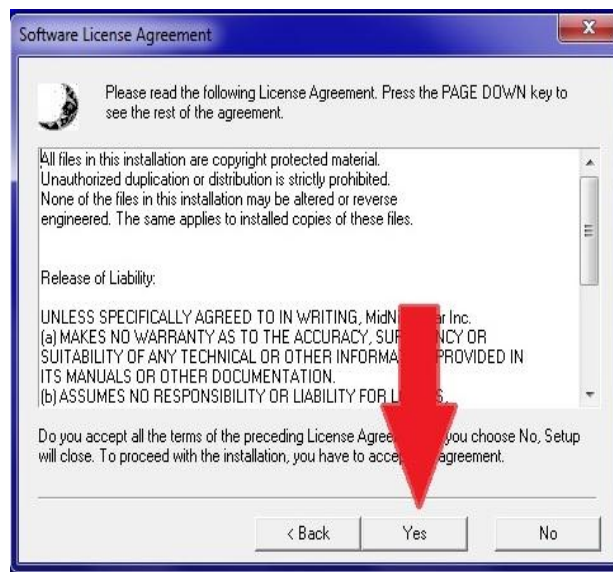 Software License Agreement
x
Please read the following License Agreement. Press the PAGE DOWN key to
see the rest of the agreement.
All files in this installation are copyright protected material.
Unauthorized duplication or distribution is strictly prohibited.
None of the files in this installation may be altered or reverse
engineered. The same applies to installed copies of these files.
Release of Liability:
UNLESS SPECIFICALLY AGREED TO IN WRITING, Inc.
(a) MAKES NO WARRANTY AS TO THE ACCURACY, OR
SUITABILITY OF ANY TECHNICAL OR OTHER PROVIDED IN
ITS MANUALS OR OTHER DOCUMENTATION.
(b) ASSUMES NO RESPONSIBILITY OR LIABILITY FOR
Do you accept all the terms of the preceding License you choose No, Setup
will close. To proceed with the installation, you have to agreement.
< Back
Yes
No